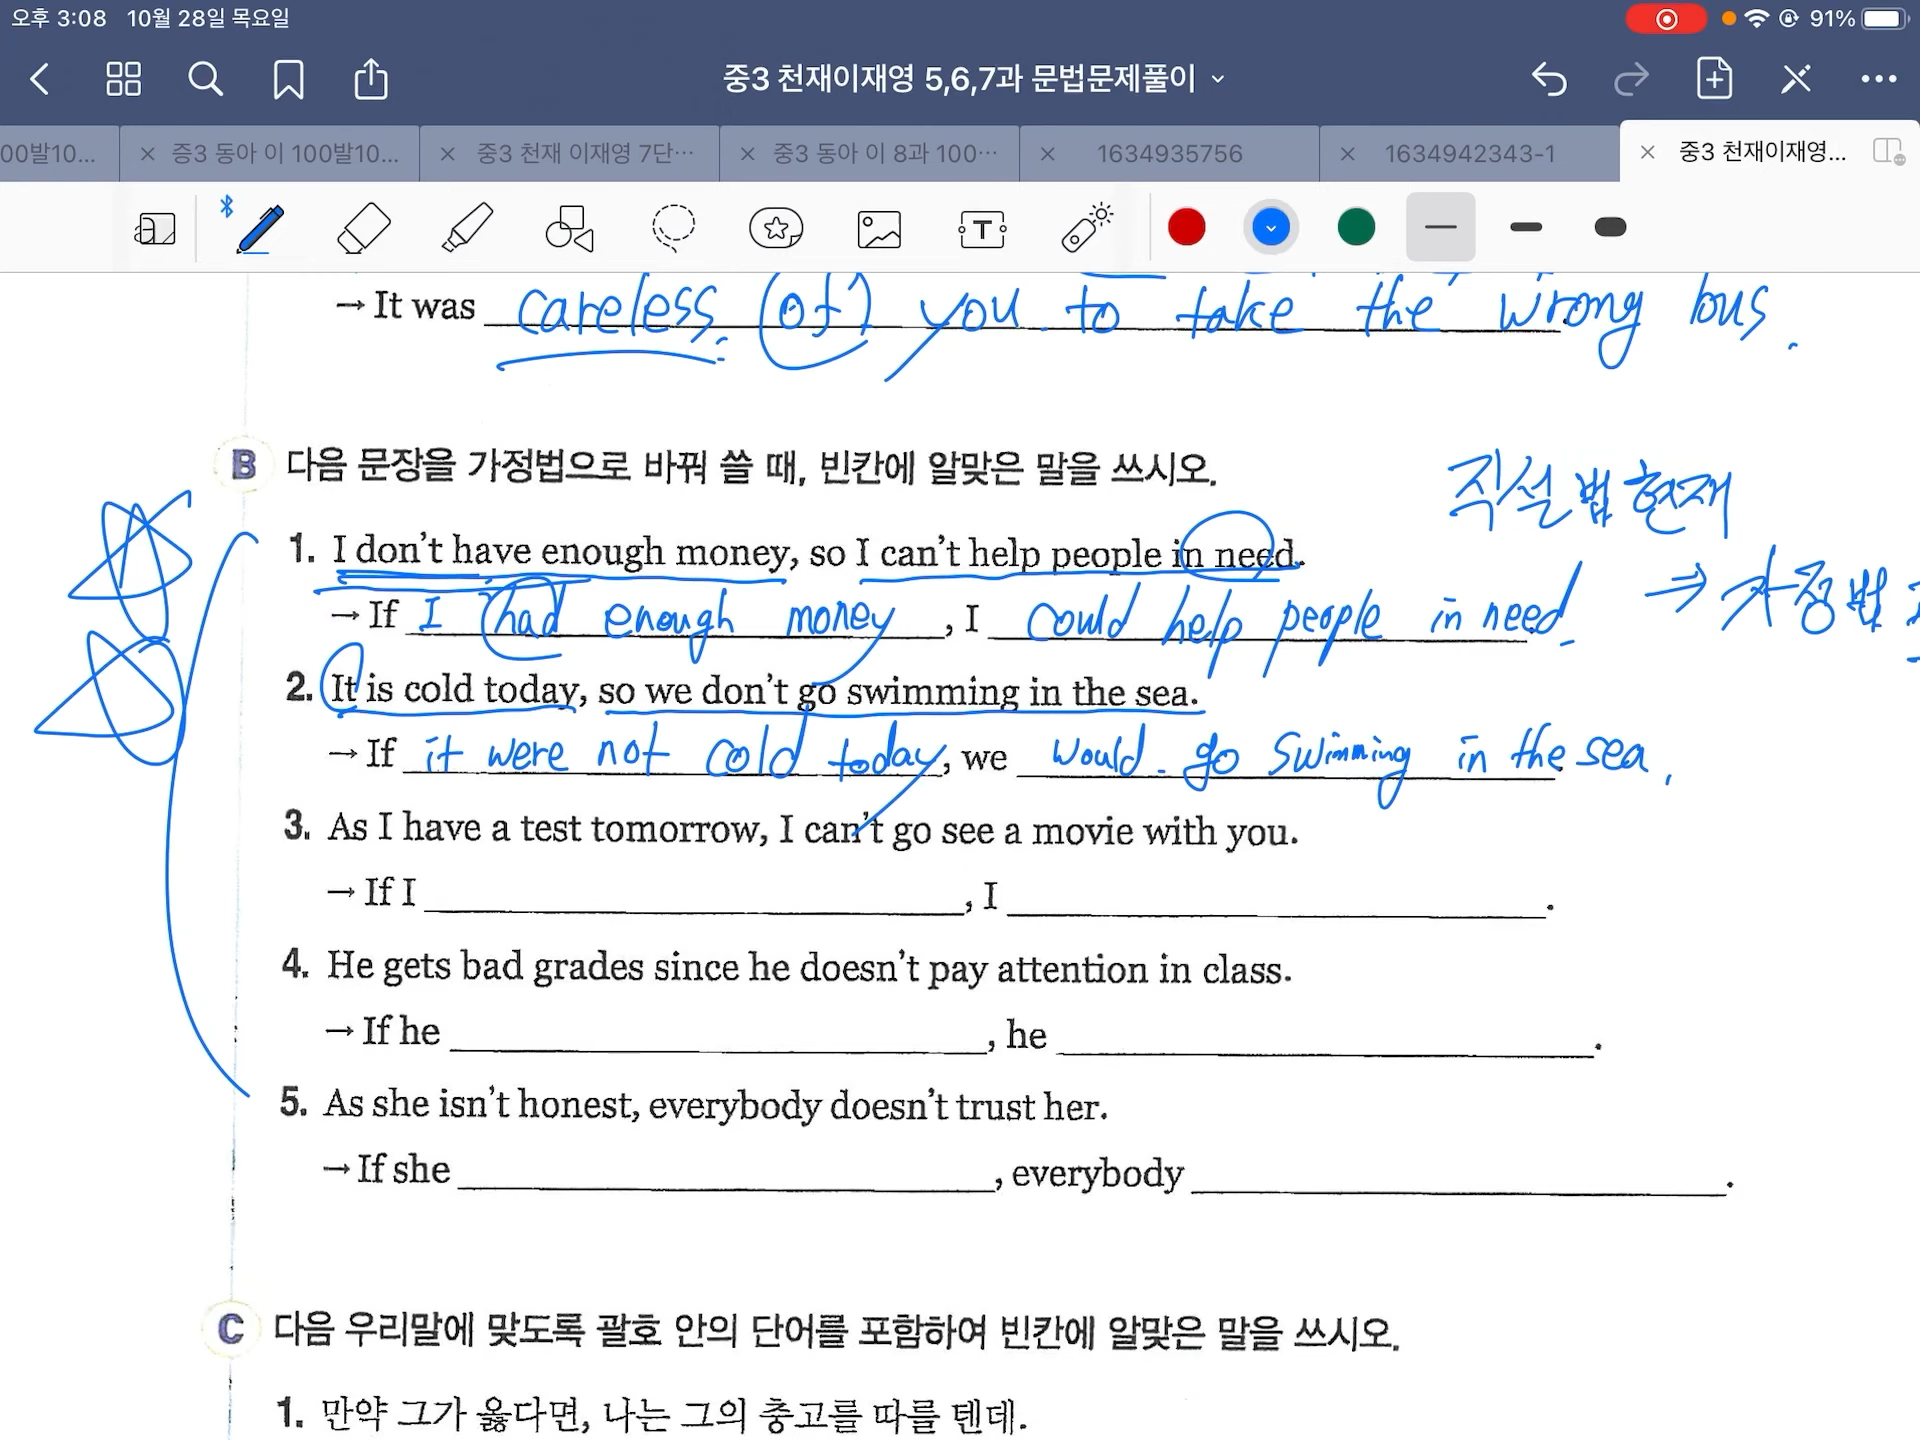 오후 3:08 10월 28일 목요일 91%
중3 천재이재영 5,6,7과 문법문제풀이
00발10... × 증3 동아 이 100발10... × 중3 천재 이재영 7단… × 중3 동아 이 8과 100… × 1634935756 × 1634942343-1 × 중3 천재이재영...
→ It was careless (of) you to take the wrong bus.
B 다음 문장을 가정법으로 바꿔 쓸 때, 빈칸에 알맞은 말을 쓰시오.
직설법 현재
1. I don't have enough money, so I can't help people in need.
→ If I had enough money, I could help people in need.
⇒ 가정법
2. It is cold today, so we don't go swimming in the sea.
→ If it were not cold today, we would go swimming in the sea.
3. As I have a test tomorrow, I can't go see a movie with you.
→ If I , I .
4. He gets bad grades since he doesn't pay attention in class.
→ If he , he .
5. As she isn't honest, everybody doesn't trust her.
→ If she , everybody .
C 다음 우리말에 맞도록 괄호 안의 단어를 포함하여 빈칸에 알맞은 말을 쓰시오.
1. 만약 그가 옳다면, 나는 그의 충고를 따를 텐데.